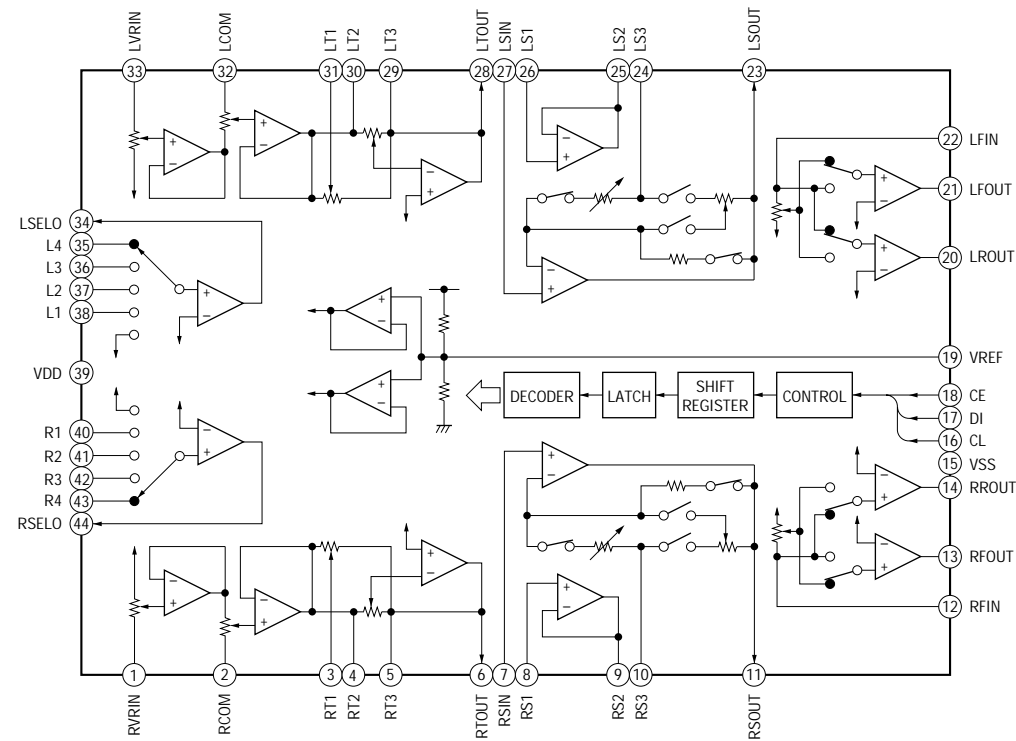 LVRIN
LCOM
LT1
LT2
LT3
LTOUT
LSIN
LS1
LS2
LS3
LSOUT
33
32
31
30
29
28
27
26
25
24
23
22 LFIN
21 LFOUT
20 LROUT
LSELO 34
L4 35
L3 36
L2 37
L1 38
VDD 39
19 VREF
18 CE
17 DI
16 CL
15 VSS
14 RROUT
13 RFOUT
12 RFIN
DECODER
LATCH
SHIFT
REGISTER
CONTROL
R1 40
R2 41
R3 42
R4 43
RSELO 44
+
−
+
−
−
+
−
+
−
+
+
−
+
−
+
−
+
−
+
−
+
−
−
+
−
+
−
+
+
−
−
+
−
+
−
+
+
−
−
+
1
2
3
4
5
6
7
8
9
10
11
RVRIN
RCOM
RT1
RT2
RT3
RTOUT
RSIN
RS1
RS2
RS3
RSOUT